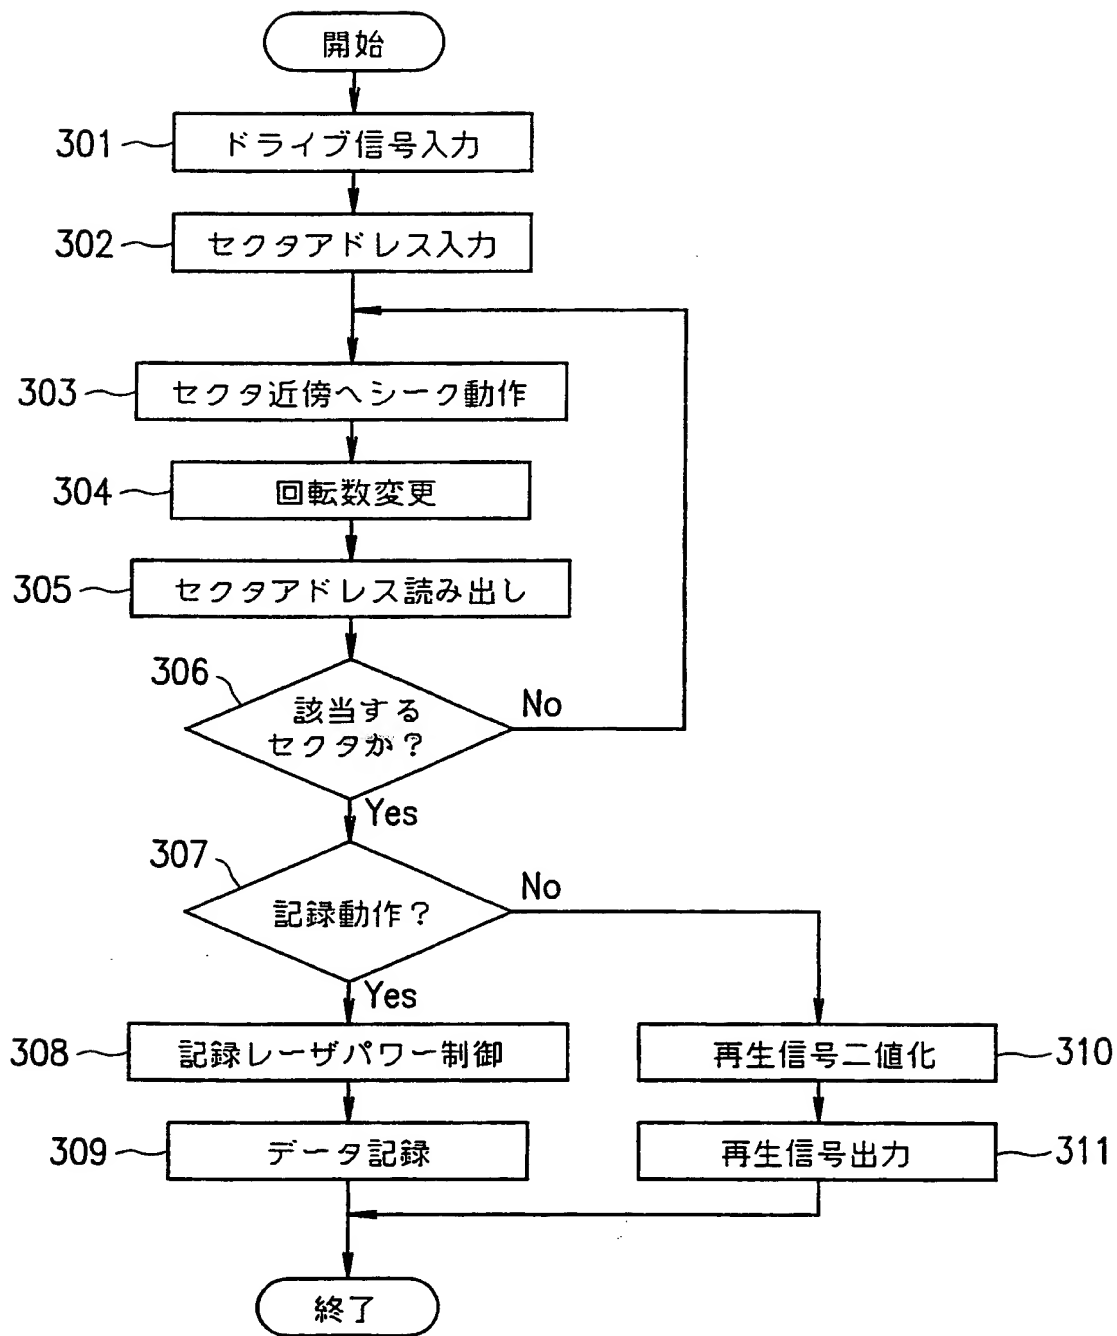 開始
301
ドライブ信号入力
302
セクタアドレス入力
303
セクタ近傍へシーク動作
304
回転数変更
305
セクタアドレス読み出し
306
該当する
セクタか？
No
Yes
307
記録動作？
No
Yes
308
記録レーザパワー制御
再生信号二値化
310
309
データ記録
再生信号出力
311
終了